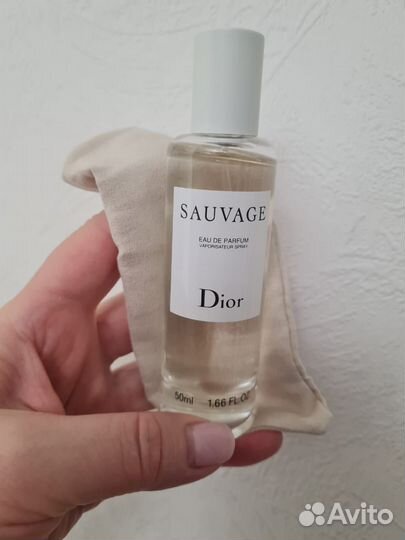 SAUVAGE
EAU DE PARFUM
VAPORISATEUR SPRAY
Dior
50ml 1.66 FL.OZ
Avito